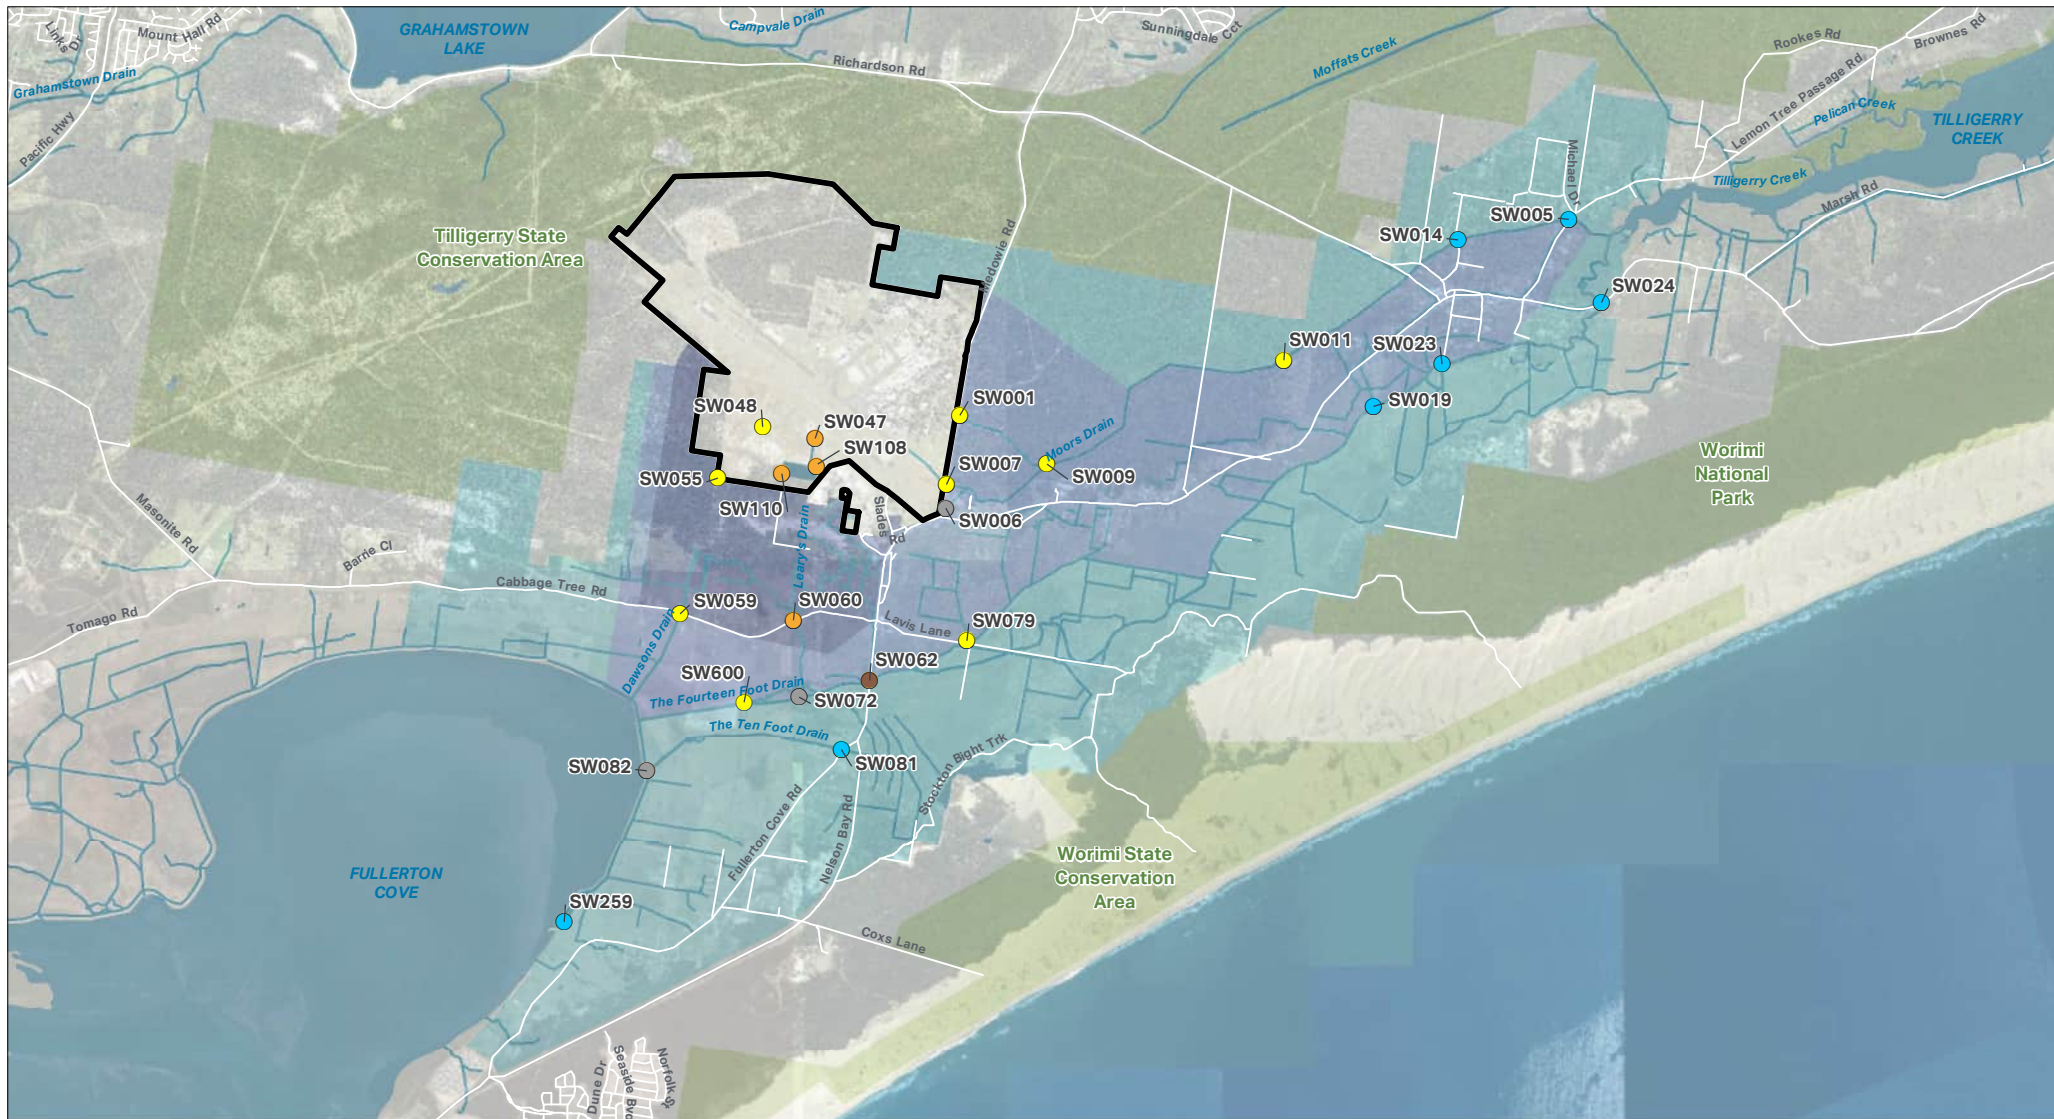 Links
Dr
Mount Hall Rd
GRAHAMSTOWN
LAKE
Campvale Drain
Sunningdale Cct
Moffats Creek
Rookes Rd
Brownes Rd
Grahamstown Drain
Pacific Hwy
Richardson Rd
Lemon Tree Passage Rd
Pelican Creek
TILLIGERRY
CREEK
Michael Dr
Tilligerry Creek
Marsh Rd
Tilligerry State
Conservation Area
Medowie Rd
SW005
SW014
SW024
SW011
SW023
SW019
SW048
SW047
SW001
SW108
SW007
Moors Drain
SW009
SW055
SW110
SW006
Slades
Rd
Leary's Drain
Worimi
National
Park
Masonite Rd
Barrie Cl
Cabbage Tree Rd
Tomago Rd
SW059
SW060
Lavis Lane
SW079
Dawsons Drain
SW062
SW600
The Fourteen Foot Drain
SW072
The Ten Foot Drain
SW082
SW081
Stockton Bight Trk
Fullerton Cove Rd
Nelson Bay Rd
FULLERTON
COVE
Worimi State
Conservation
Area
SW259
Coxs Lane
Dune Dr
Seaside Bvd
Norfolk St